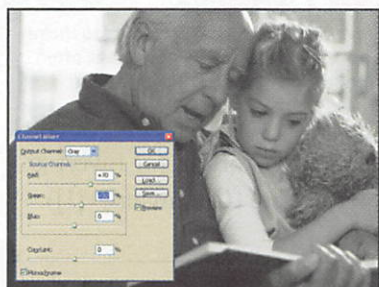 Channel Mixer
Output Channel: Gray
OK
Source Channels
Cancel
Red: +70 %
Load...
Green: %
Save...
Blue: 0 %
Preview
Constant: 0 %
Monochrome